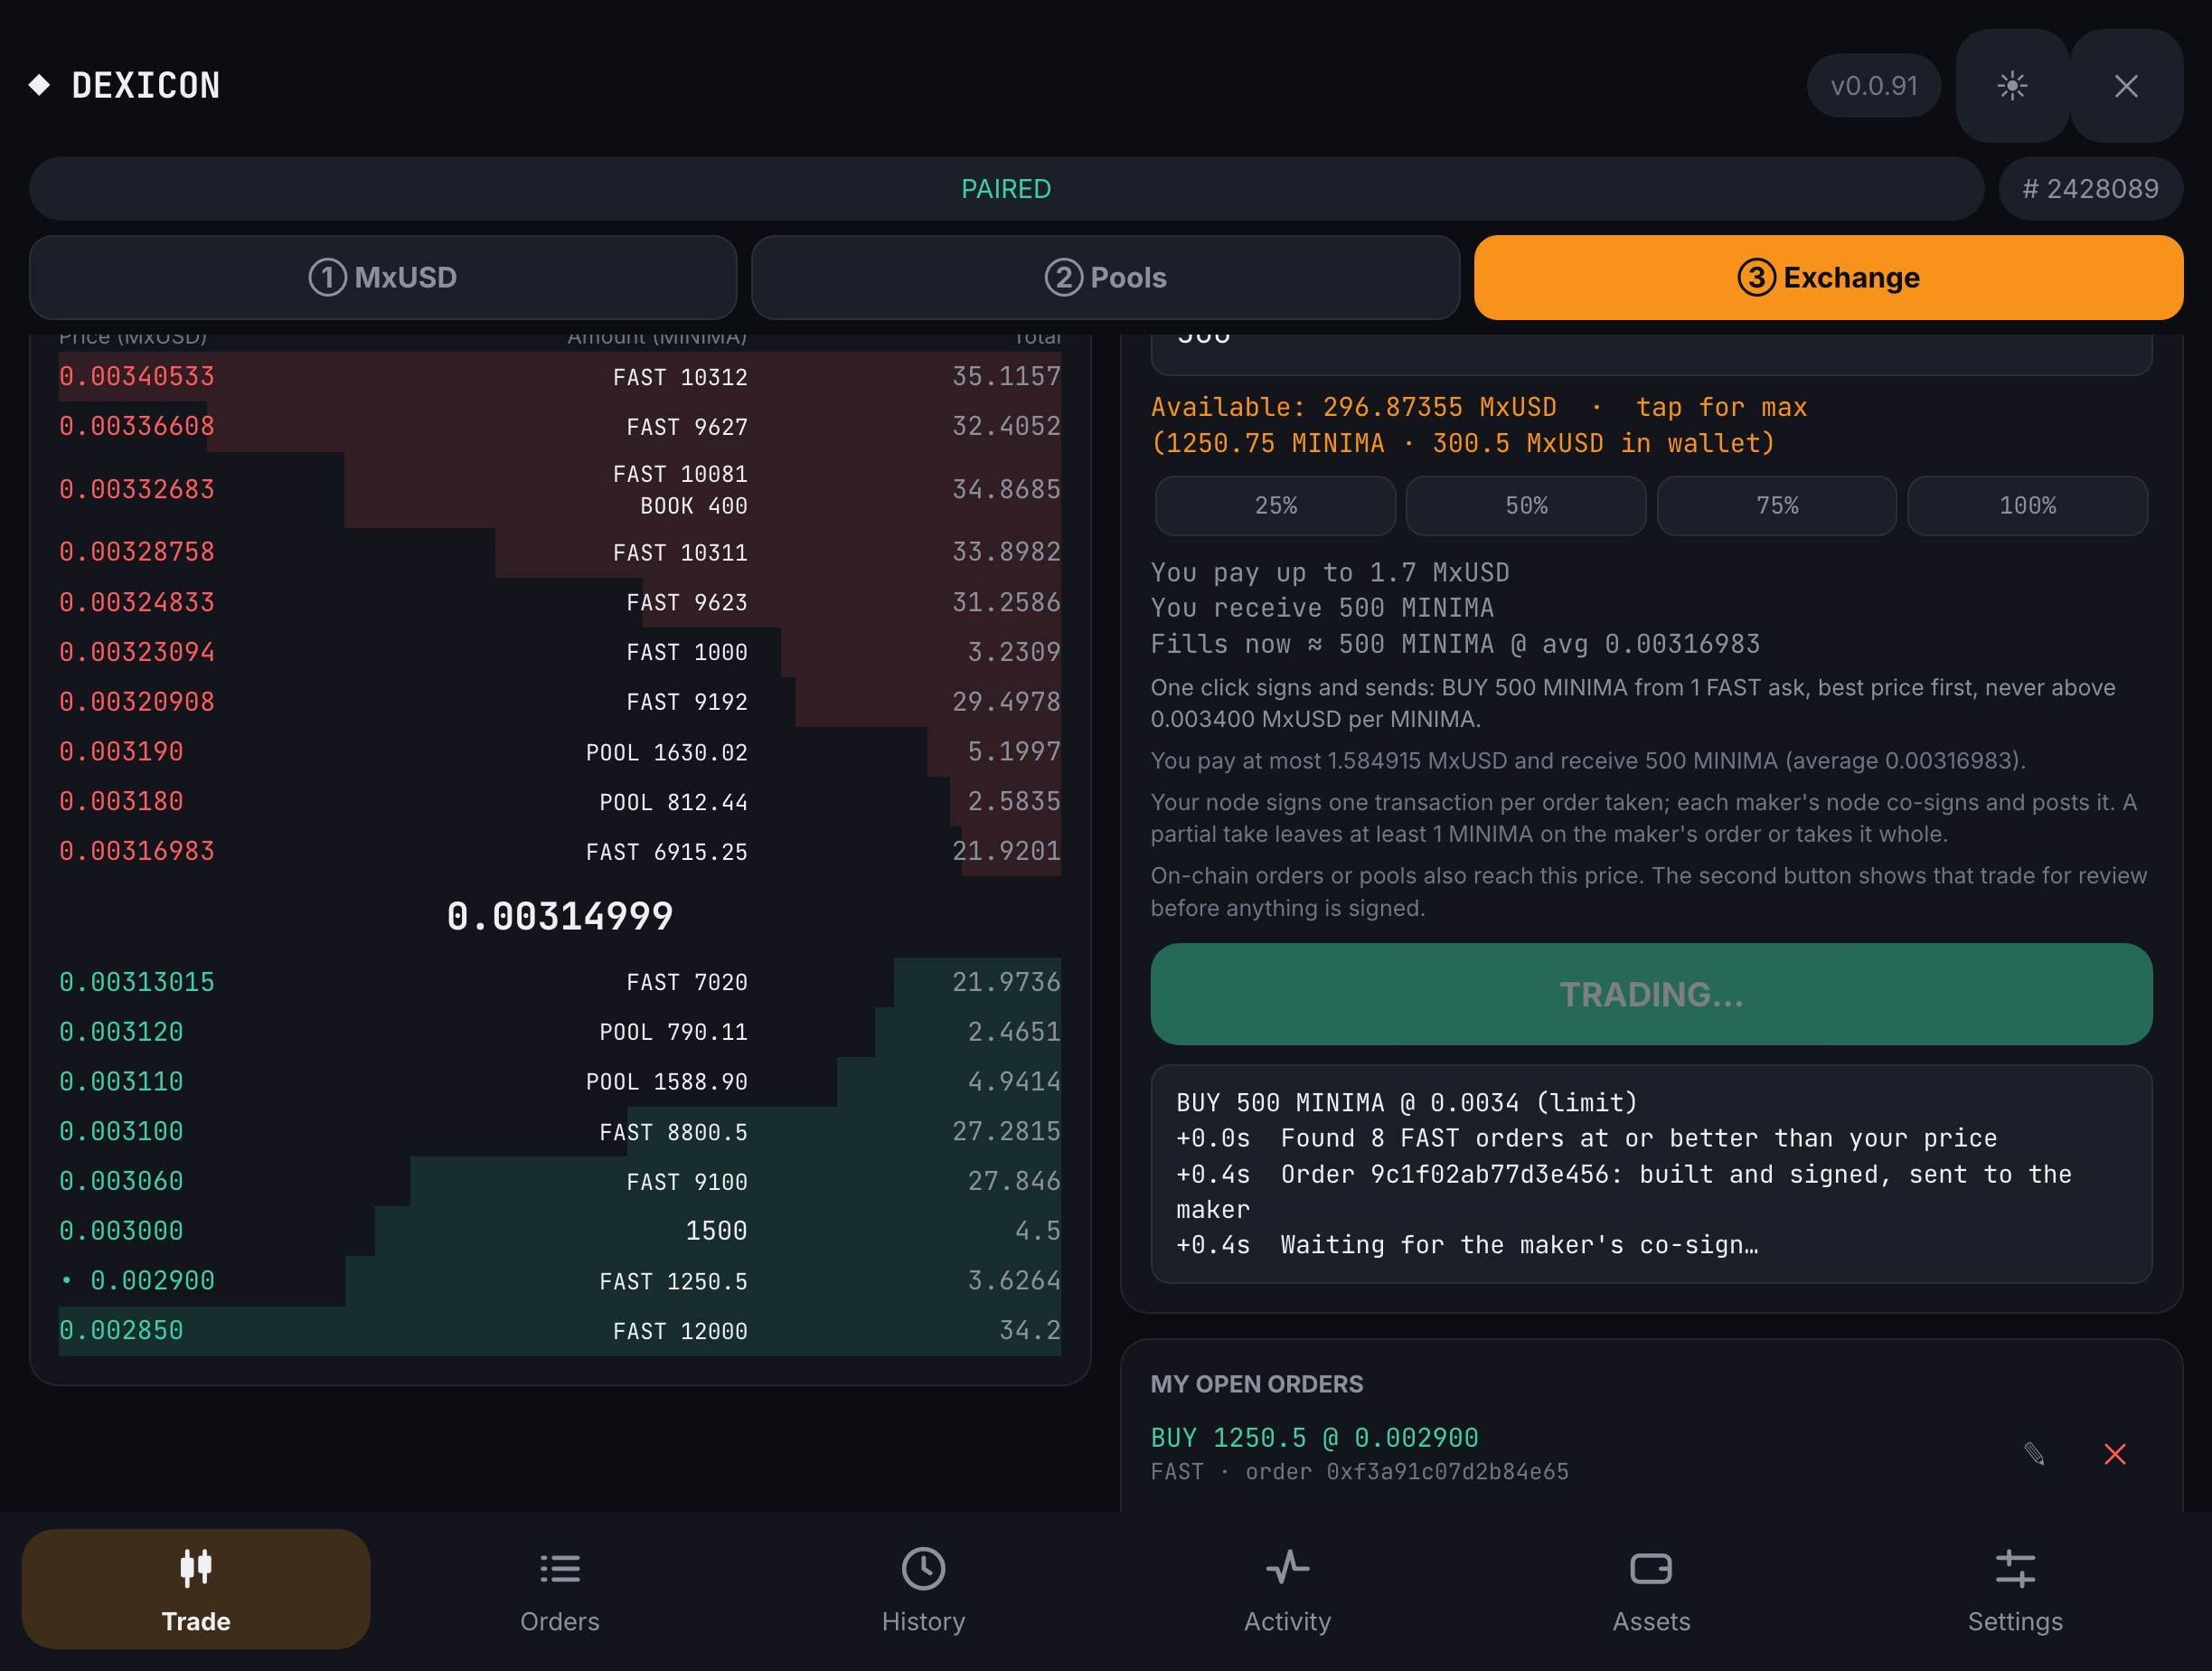 ◆ DEXICON
v0.0.91
PAIRED
# 2428089
① MxUSD
② Pools
③ Exchange
Price (MxUSD) Amount (MINIMA) Total
0.00340533 FAST 10312 35.1157
0.00336608 FAST 9627 32.4052
0.00332683 FAST 10081 BOOK 400 34.8685
0.00328758 FAST 10311 33.8982
0.00324833 FAST 9623 31.2586
0.00323094 FAST 1000 3.2309
0.00320908 FAST 9192 29.4978
0.003190 POOL 1630.02 5.1997
0.003180 POOL 812.44 2.5835
0.00316983 FAST 6915.25 21.9201
0.00314999
0.00313015 FAST 7020 21.9736
0.003120 POOL 790.11 2.4651
0.003110 POOL 1588.90 4.9414
0.003100 FAST 8800.5 27.2815
0.003060 FAST 9100 27.846
0.003000 1500 4.5
• 0.002900 FAST 1250.5 3.6264
0.002850 FAST 12000 34.2
500
Available: 296.87355 MxUSD · tap for max
(1250.75 MINIMA · 300.5 MxUSD in wallet)
25% 50% 75% 100%
You pay up to 1.7 MxUSD
You receive 500 MINIMA
Fills now ≈ 500 MINIMA @ avg 0.00316983
One click signs and sends: BUY 500 MINIMA from 1 FAST ask, best price first, never above
0.003400 MxUSD per MINIMA.
You pay at most 1.584915 MxUSD and receive 500 MINIMA (average 0.00316983).
Your node signs one transaction per order taken; each maker's node co-signs and posts it. A
partial take leaves at least 1 MINIMA on the maker's order or takes it whole.
On-chain orders or pools also reach this price. The second button shows that trade for review
before anything is signed.
TRADING...
BUY 500 MINIMA @ 0.0034 (limit)
+0.0s Found 8 FAST orders at or better than your price
+0.4s Order 9c1f02ab77d3e456: built and signed, sent to the
maker
+0.4s Waiting for the maker's co-sign…
MY OPEN ORDERS
BUY 1250.5 @ 0.002900
FAST · order 0xf3a91c07d2b84e65
Trade
Orders
History
Activity
Assets
Settings